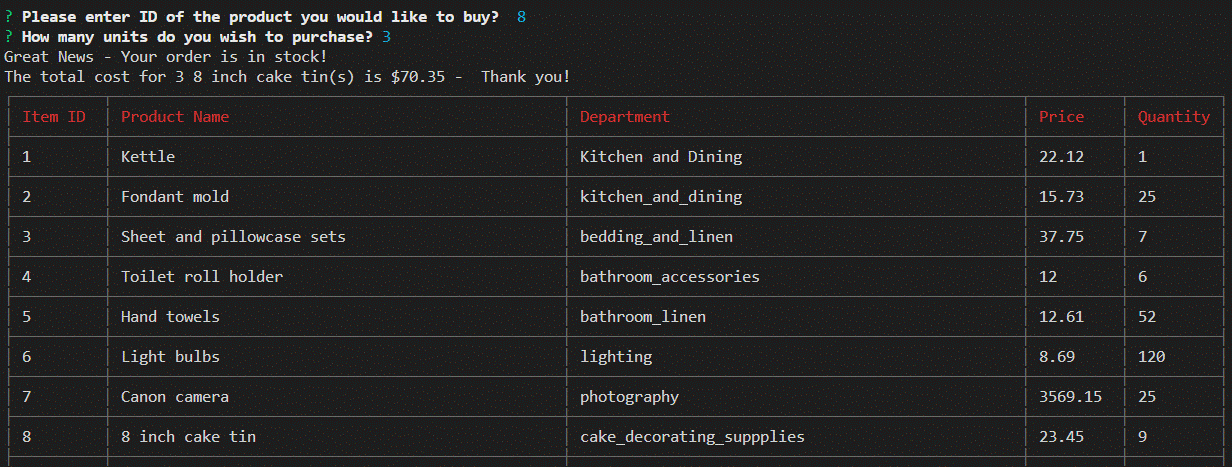 ? Please enter ID of the product you would like to buy?  8
? How many units do you wish to purchase? 3
Great News - Your order is in stock!
The total cost for 3 8 inch cake tin(s) is $70.35 -  Thank you!
Item ID Product Name Department Price Quantity
1 Kettle Kitchen and Dining 22.12 1
2 Fondant mold kitchen_and_dining 15.73 25
3 Sheet and pillowcase sets bedding_and_linen 37.75 7
4 Toilet roll holder bathroom_accessories 12 6
5 Hand towels bathroom_linen 12.61 52
6 Light bulbs lighting 8.69 120
7 Canon camera photography 3569.15 25
8 8 inch cake tin cake_decorating_suppplies 23.45 9